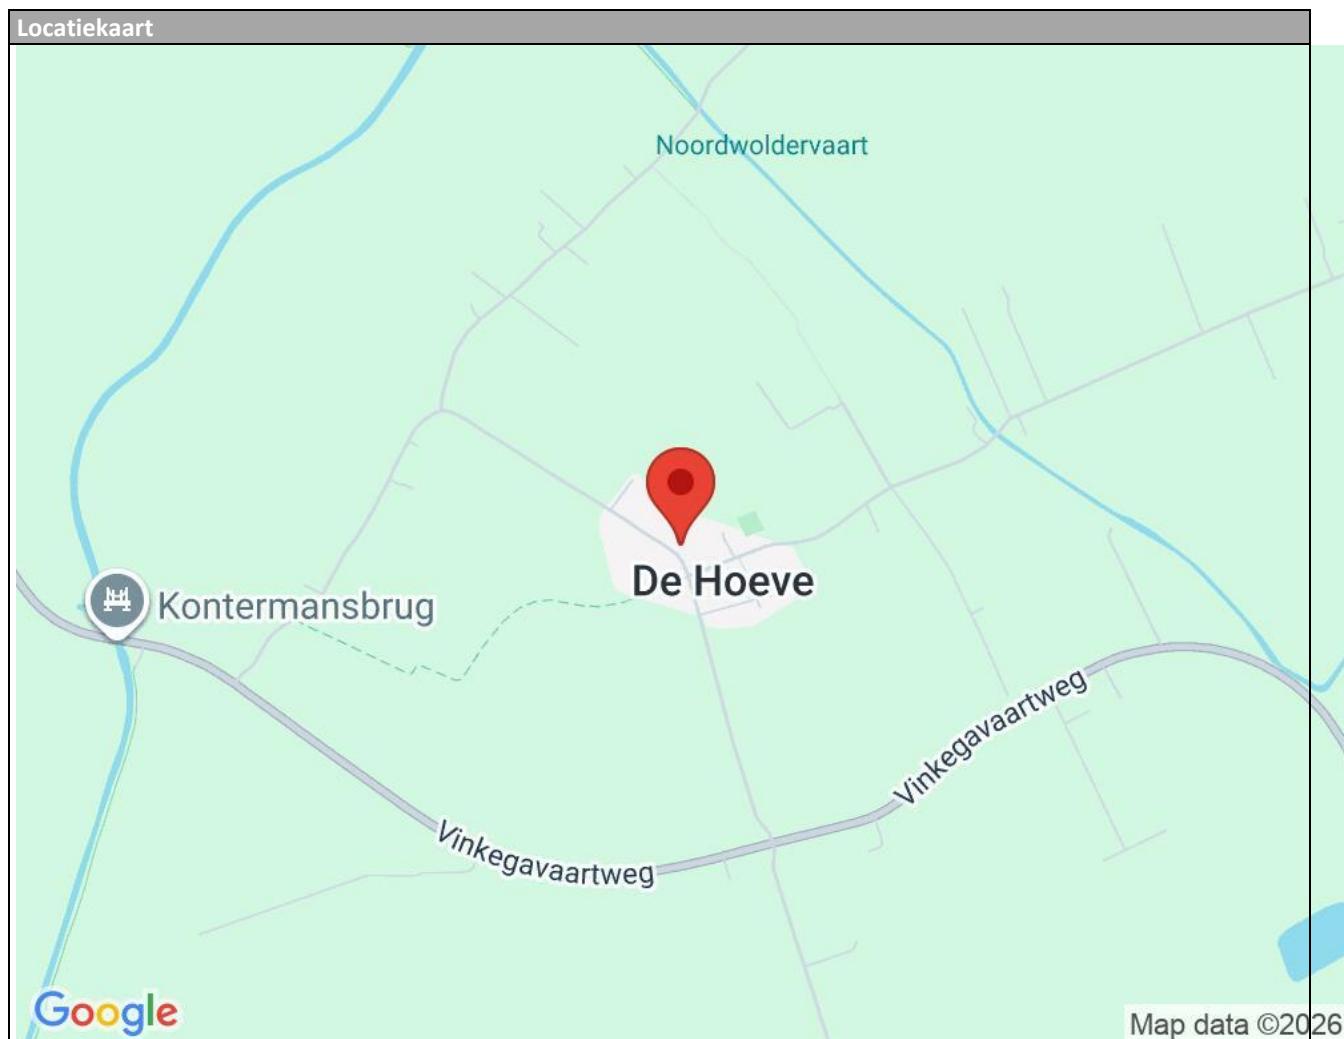 Locatiekaart
Noordwoldervaart
De Hoeve
Kontermansbrug
Vinkegavaartweg
Vinkegavaartweg
Google
Map data ©2026